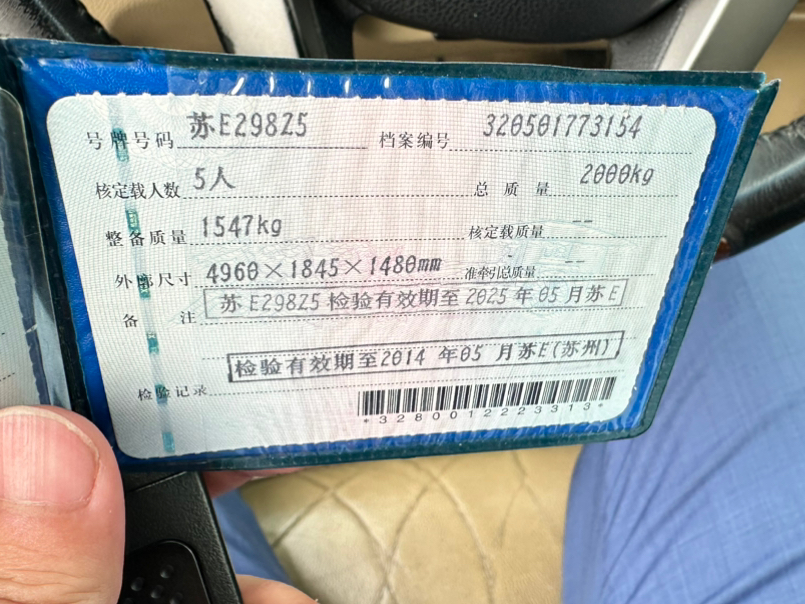 号牌号码 苏E298Z5 档案编号 320501773154
核定载人数 5人 总质量 2000kg
整备质量 1547kg 核定载质量 --
外廓尺寸 4960×1845×1480mm 准牵引总质量 --
备注 苏E298Z5检验有效期至2025年05月苏E
检验有效期至2014年05月苏E(苏州)
检验记录
*3280012223313*